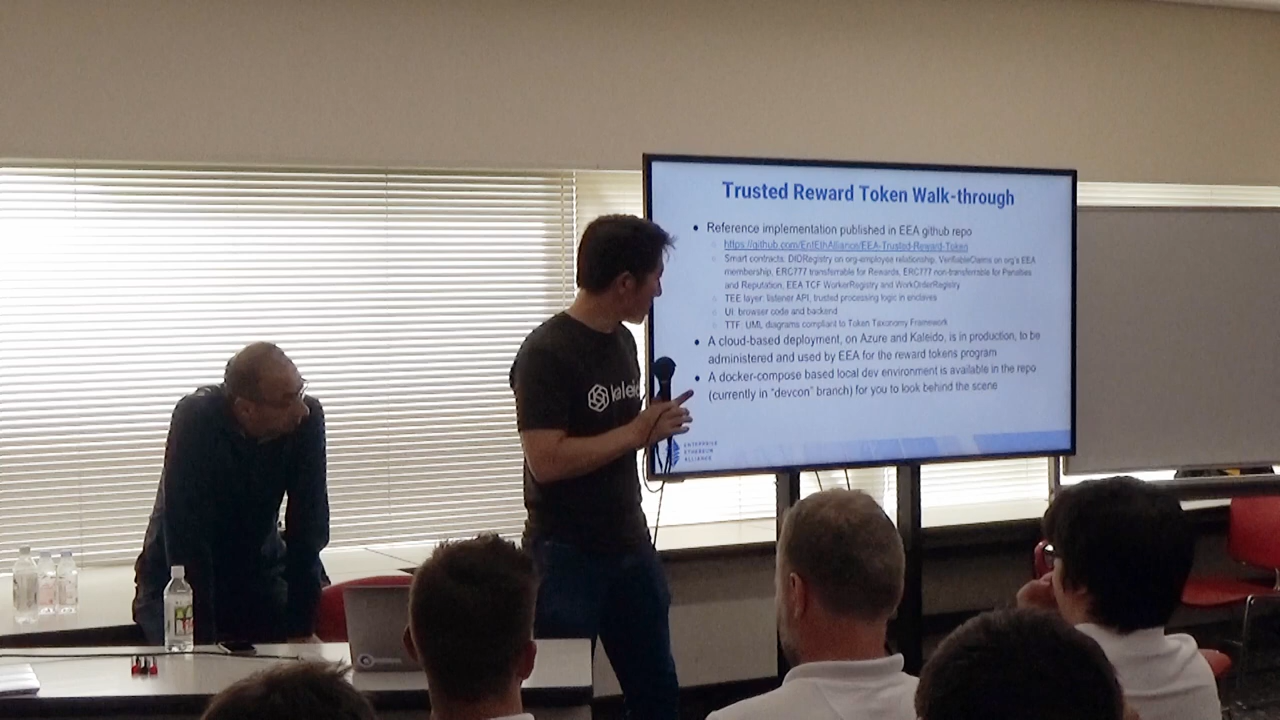 Trusted Reward Token Walk-through
Reference implementation published in EEA github repo
https://github.com/EntEthAlliance/EEA-Trusted-Reward-Token
Smart contracts: DIDRegistry on org-employee relationship, VerifiableClaims on org's EEA
membership, ERC777 transferrable for Rewards, ERC777 non-transferrable for Penalties
and Reputation, EEA TCF WorkerRegistry and WorkOrderRegistry
TEE layer: listener API, trusted processing logic in enclaves
UI: browser code and backend
TTF: UML diagrams compliant to Token Taxonomy Framework
A cloud-based deployment, on Azure and Kaleido, is in production, to be
administered and used by EEA for the reward tokens program
A docker-compose based local dev environment is available in the repo
(currently in "devcon" branch) for you to look behind the scene
ENTERPRISE
ETHEREUM
ALLIANCE
kaleid